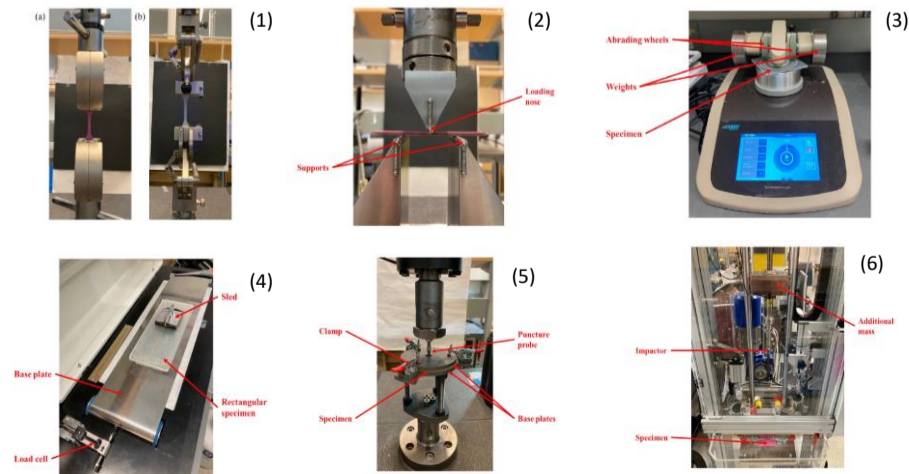 (a)
(b)
(1)
(2)
Loading
nose
Supports
(3)
Abrading wheels
Weights
Specimen
(4)
Sled
Base plate
Rectangular
specimen
Load cell
(5)
Clamp
Puncture
probe
Specimen
Base plates
(6)
Additional
mass
Impactor
Specimen